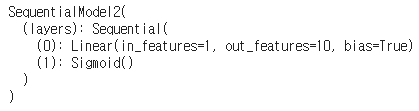 SequentialModel2(
  (layers): Sequential(
    (0): Linear(in_features=1, out_features=10, bias=True)
    (1): Sigmoid()
  )
)